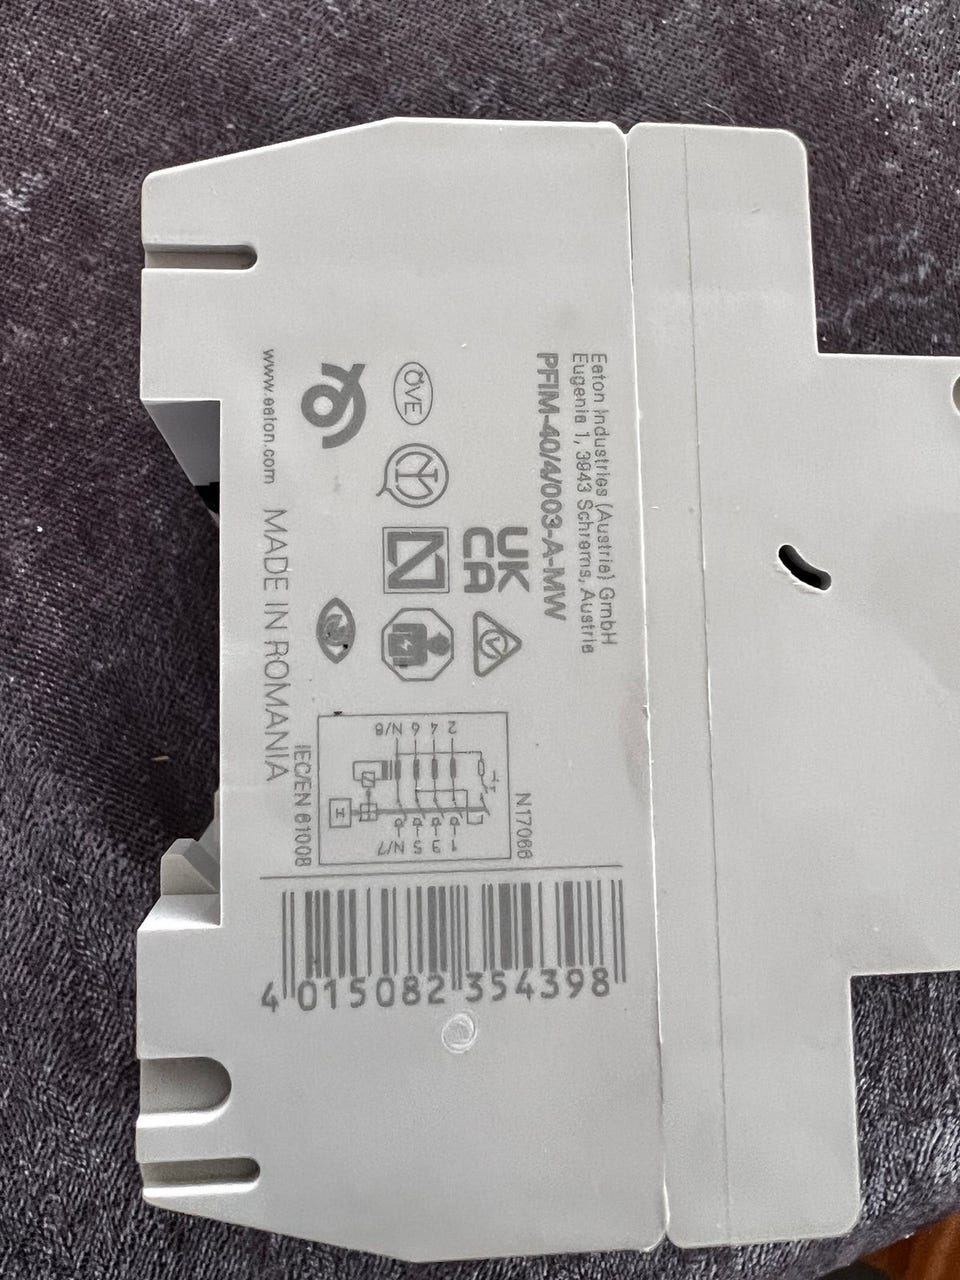 Eaton Industries (Austria) GmbH
Eugenia 1, 3943 Schrems, Austria
PFIM-40/4/003-A-MW
UK
CA
ÖVE
www.eaton.com
MADE IN ROMANIA
IEC/EN 61008
N17066
1 3 5 N/7
H
T
2 4 6 N/8
4 015082 354398